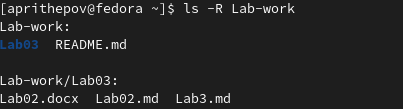 [aprithepov@fedora ~]$ ls -R Lab-work
Lab-work:
Lab03  README.md

Lab-work/Lab03:
Lab02.docx  Lab02.md  Lab3.md